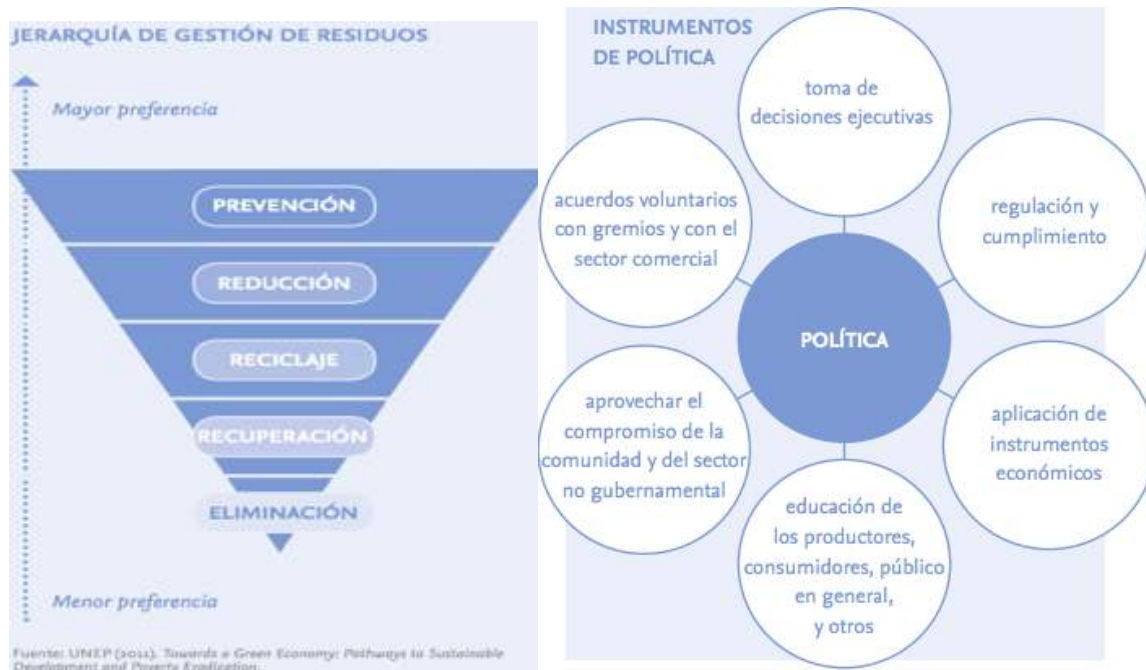 JERARQUÍA DE GESTIÓN DE RESIDUOS
Mayor preferencia
PREVENCIÓN
REDUCCIÓN
RECICLAJE
RECUPERACIÓN
ELIMINACIÓN
Menor preferencia
Fuente: UNEP (2011). Towards a Green Economy: Pathways to Sustainable
Development and Poverty Eradication.
INSTRUMENTOS
DE POLÍTICA
toma de
decisiones ejecutivas
regulación y
cumplimiento
aplicación de
instrumentos
económicos
educación de
los productores,
consumidores, público
en general,
y otros
aprovechar el
compromiso de la
comunidad y del sector
no gubernamental
acuerdos voluntarios
con gremios y con el
sector comercial
POLÍTICA